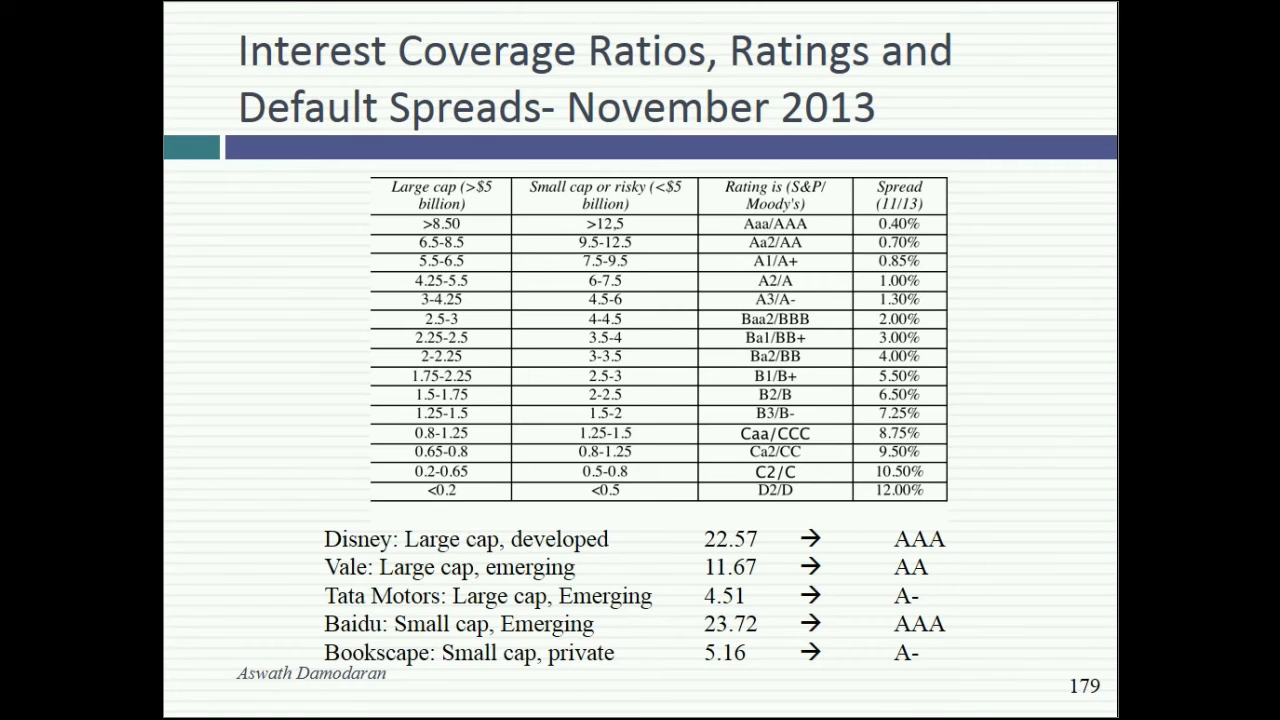 Interest Coverage Ratios, Ratings and
Default Spreads- November 2013
Large cap (>$5 billion) Small cap or risky (<$5 billion) Rating is (S&P/ Moody's) Spread (11/13)
>8.50 >12.5 Aaa/AAA 0.40%
6.5-8.5 9.5-12.5 Aa2/AA 0.70%
5.5-6.5 7.5-9.5 A1/A+ 0.85%
4.25-5.5 6-7.5 A2/A 1.00%
3-4.25 4.5-6 A3/A- 1.30%
2.5-3 4-4.5 Baa2/BBB 2.00%
2.25-2.5 3.5-4 Ba1/BB+ 3.00%
2-2.25 3-3.5 Ba2/BB 4.00%
1.75-2.25 2.5-3 B1/B+ 5.50%
1.5-1.75 2-2.5 B2/B 6.50%
1.25-1.5 1.5-2 B3/B- 7.25%
0.8-1.25 1.25-1.5 Caa/CCC 8.75%
0.65-0.8 0.8-1.25 Ca2/CC 9.50%
0.2-0.65 0.5-0.8 C2/C 10.50%
<0.2 <0.5 D2/D 12.00%
Disney: Large cap, developed 22.57 → AAA
Vale: Large cap, emerging 11.67 → AA
Tata Motors: Large cap, Emerging 4.51 → A-
Baidu: Small cap, Emerging 23.72 → AAA
Bookscape: Small cap, private 5.16 → A-
Aswath Damodaran
179